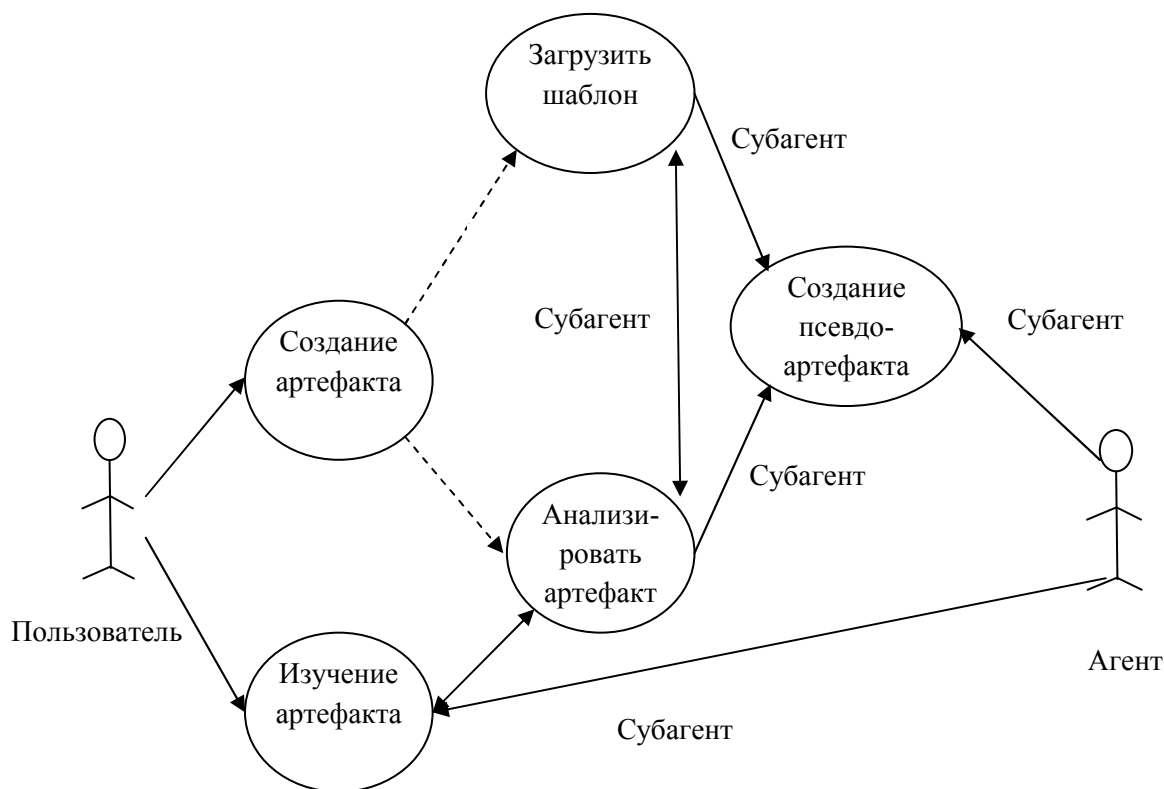 Загрузить
шаблон
Субагент
Создание
псевдо-
артефакта
Субагент
Субагент
Создание
артефакта
Субагент
Анализи-
ровать
артефакт
Пользователь
Агент
Изучение
артефакта
Субагент